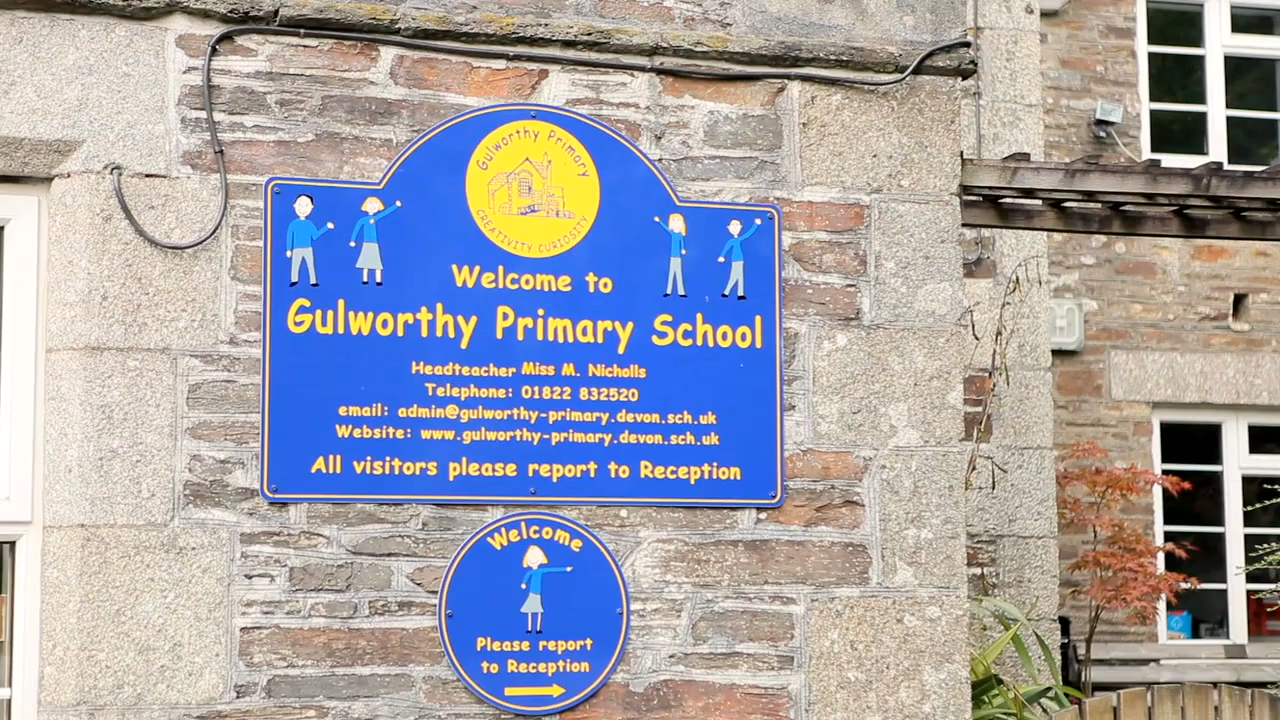 Gulworthy Primary
CREATIVITY CURIOSITY
Welcome to
Gulworthy Primary School
Headteacher Miss M. Nicholls
Telephone: 01822 832520
email: admin@gulworthy-primary.devon.sch.uk
Website: www.gulworthy-primary.devon.sch.uk
All visitors please report to Reception
Welcome
Please report
to Reception